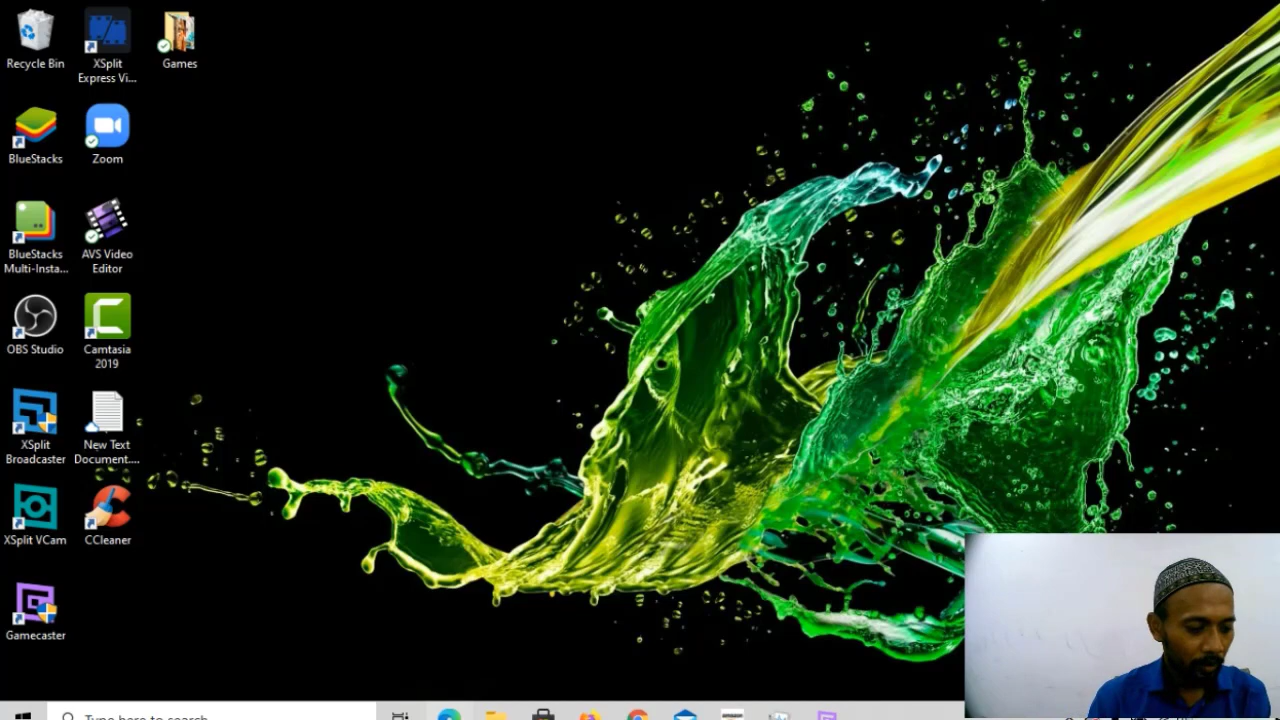 Recycle Bin
XSplit
Express Vi...
Games
BlueStacks
Zoom
BlueStacks
Multi-Insta...
AVS Video
Editor
OBS Studio
Camtasia
2019
XSplit
Broadcaster
New Text
Document....
XSplit VCam
CCleaner
Gamecaster
Type here to search